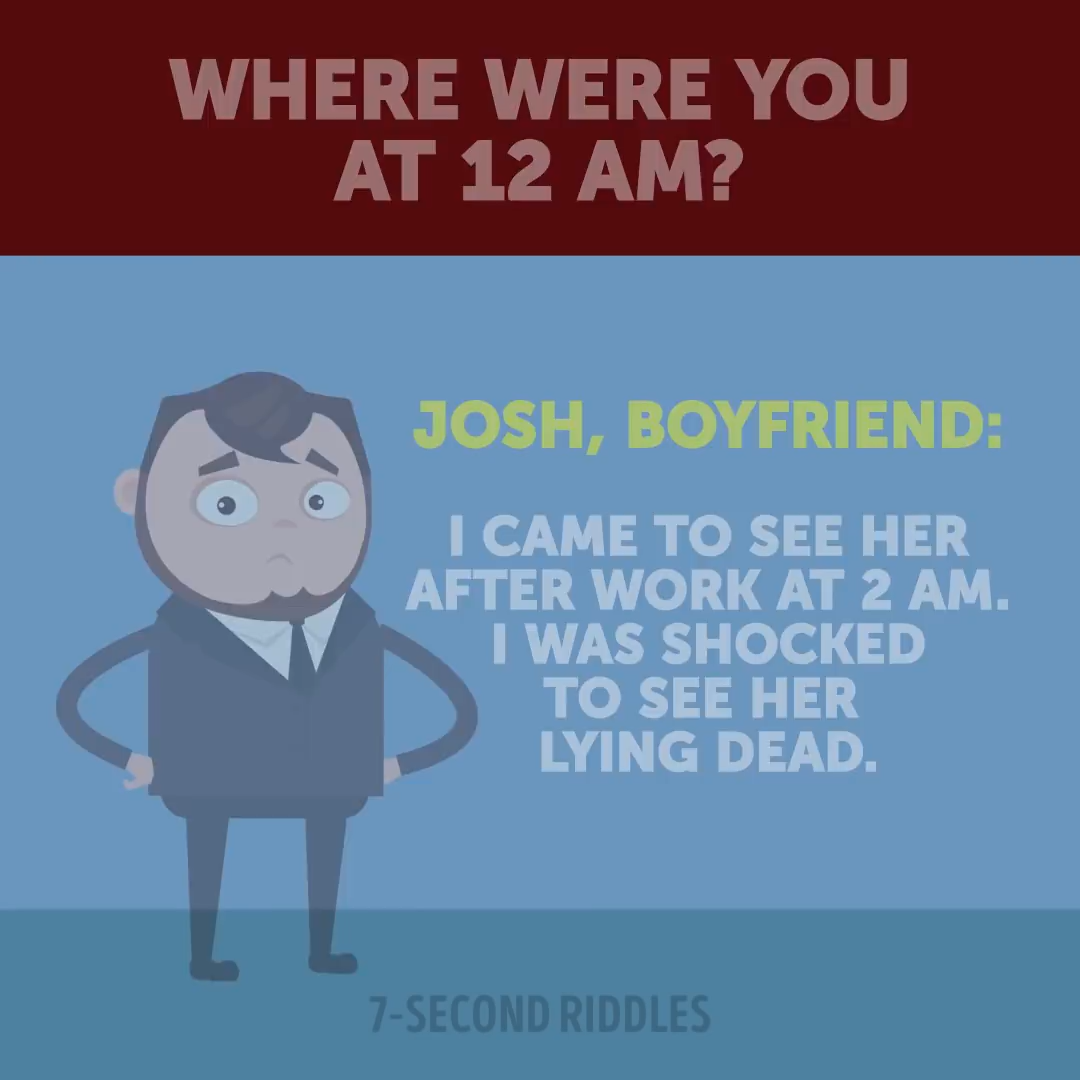 WHERE WERE YOU
AT 12 AM?
JOSH, BOYFRIEND:
I CAME TO SEE HER
AFTER WORK AT 2 AM.
I WAS SHOCKED
TO SEE HER
LYING DEAD.
7-SECOND RIDDLES